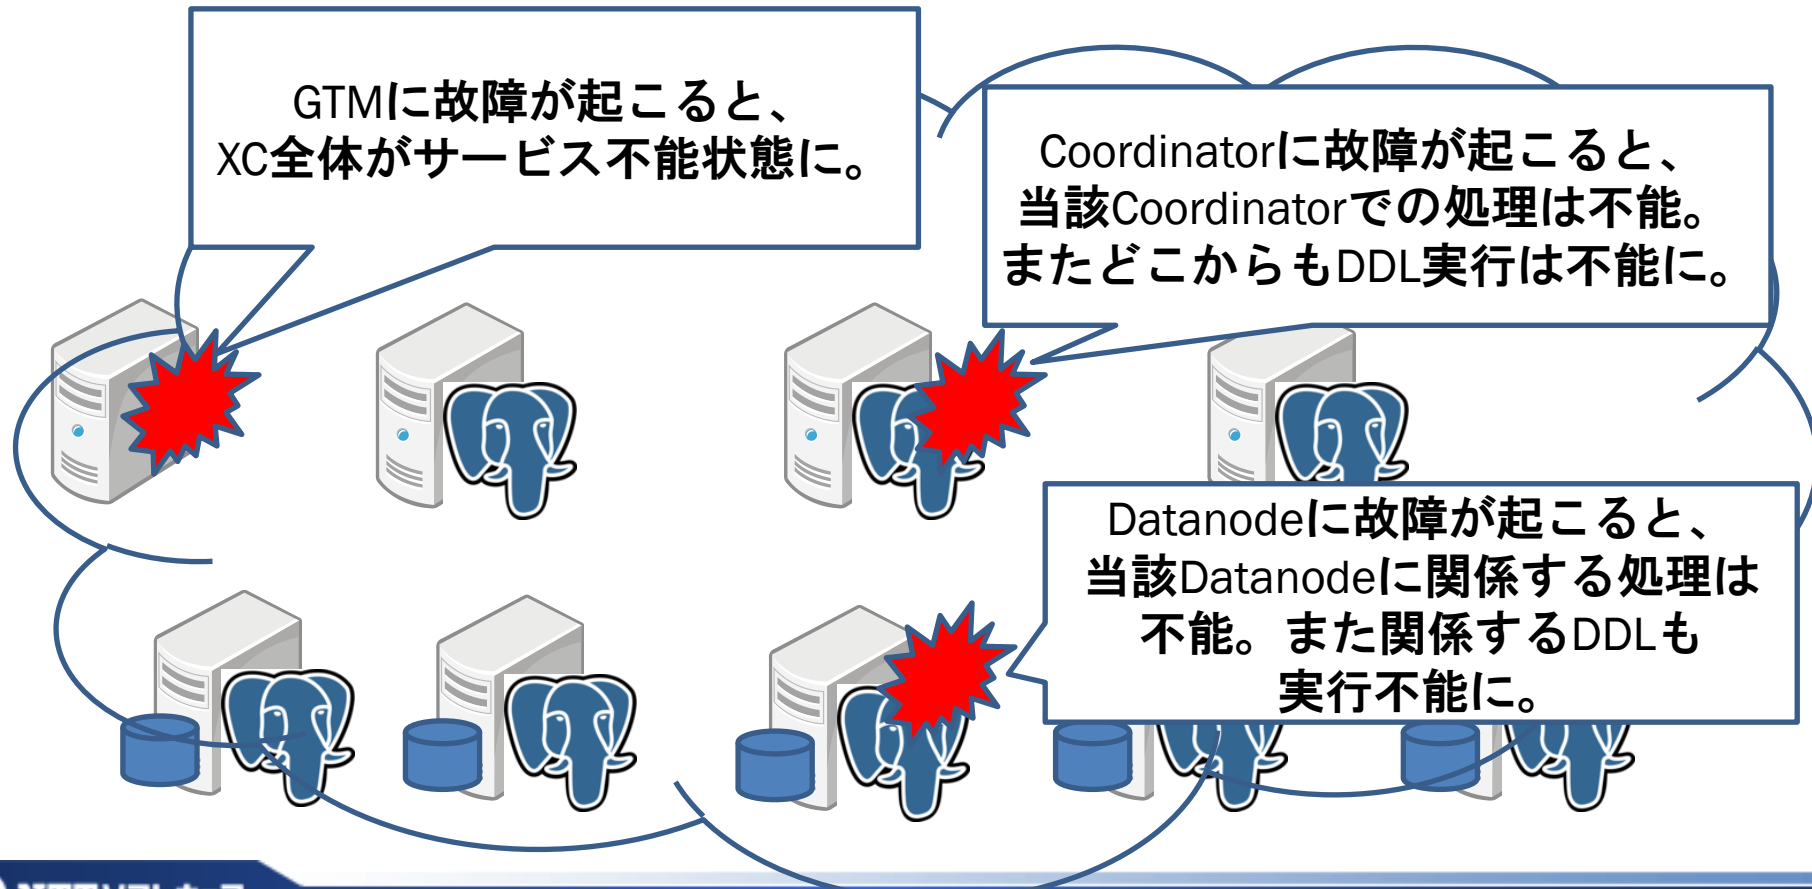 GTMに故障が起こると、
XC全体がサービス不能状態に。
Coordinatorに故障が起こると、
当該Coordinatorでの処理は不能。
またどこからもDDL実行は不能に。
Datanodeに故障が起こると、
当該Datanodeに関係する処理は
不能。また関係するDDLも
実行不能に。